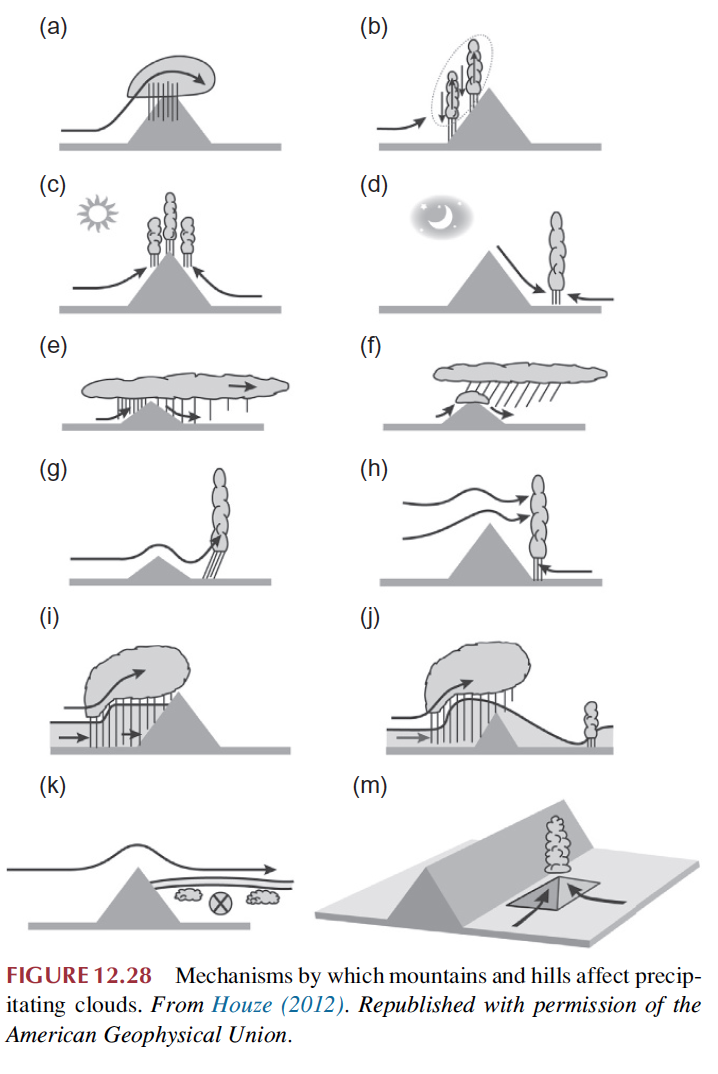 (a)
(b)
(c)
(d)
(e)
(f)
(g)
(h)
(i)
(j)
(k)
(m)
FIGURE 12.28 Mechanisms by which mountains and hills affect precip-
itating clouds. From Houze (2012). Republished with permission of the
American Geophysical Union.